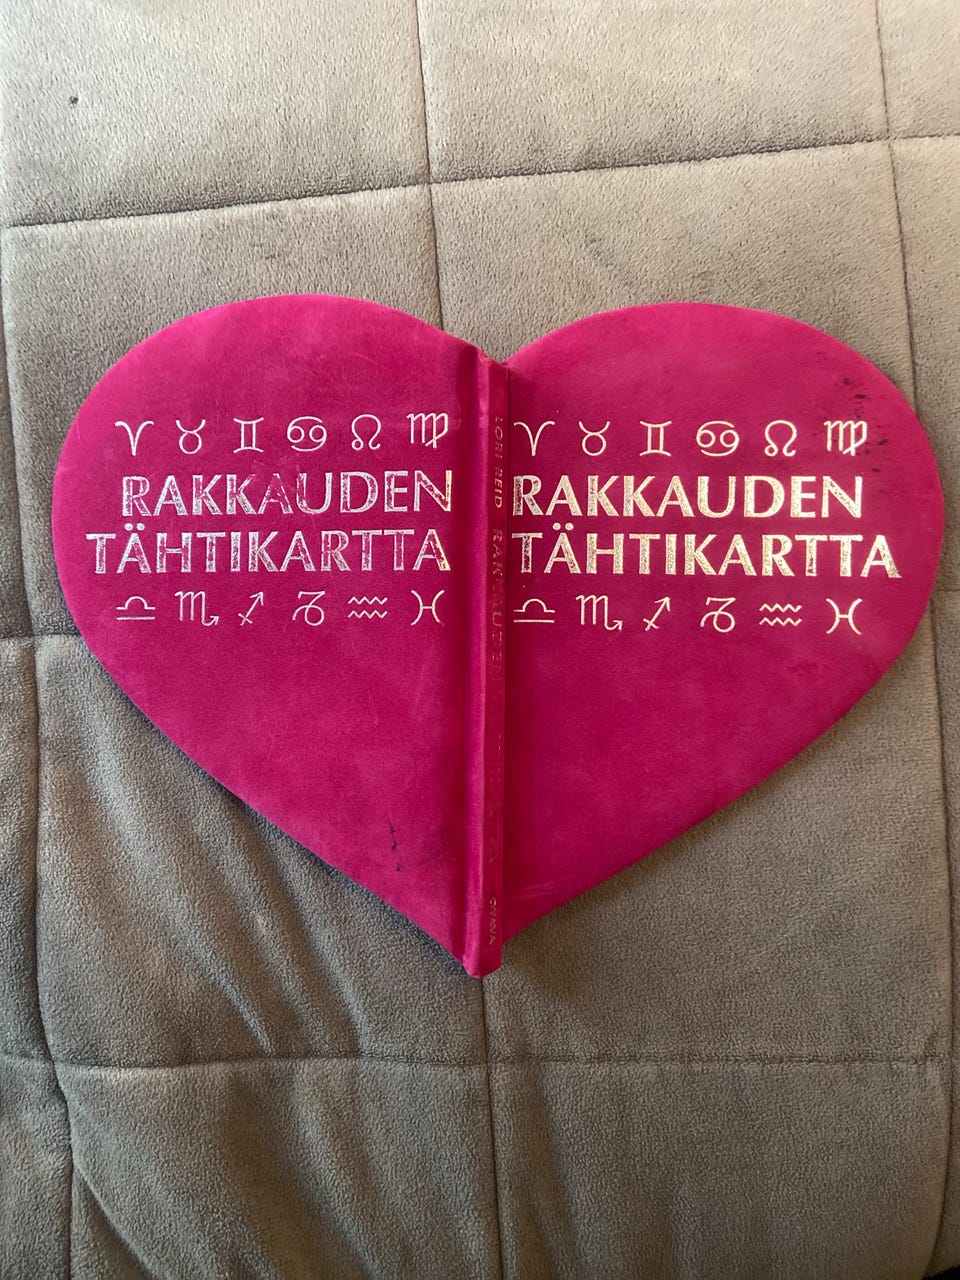 ♈ ♉ ♊ ♋ ♌ ♍
RAKKAUDEN
TÄHTIKARTTA
♎ ♏ ♐ ♑ ♒ ♓
LORI REID RAKKAUDEN TÄHTIKARTTA
♈ ♉ ♊ ♋ ♌ ♍
RAKKAUDEN
TÄHTIKARTTA
♎ ♏ ♐ ♑ ♒ ♓